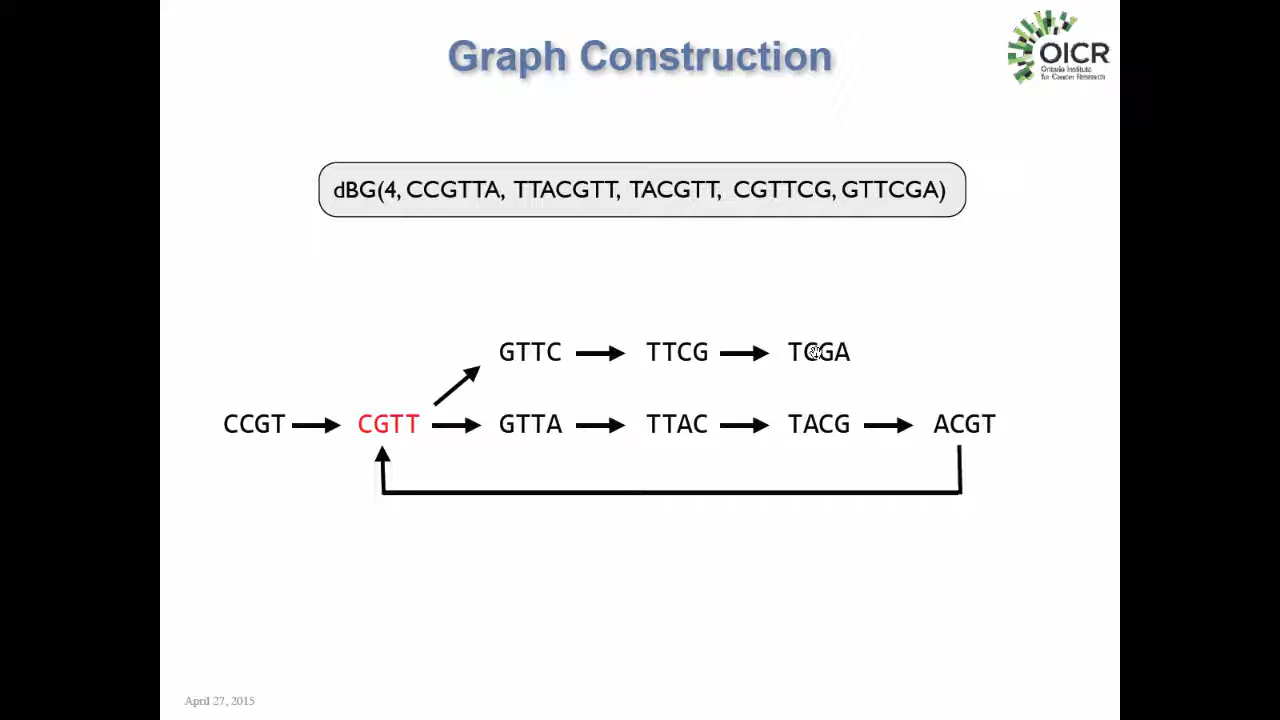 Graph Construction
OICR
Ontario Institute
for Cancer Research
dBG(4, CCGTTA, TTACGTT, TACGTT, CGTTCG, GTTCGA)
GTTC TTCG TCGA
CCGT CGTT GTTA TTAC TACG ACGT
April 27, 2015